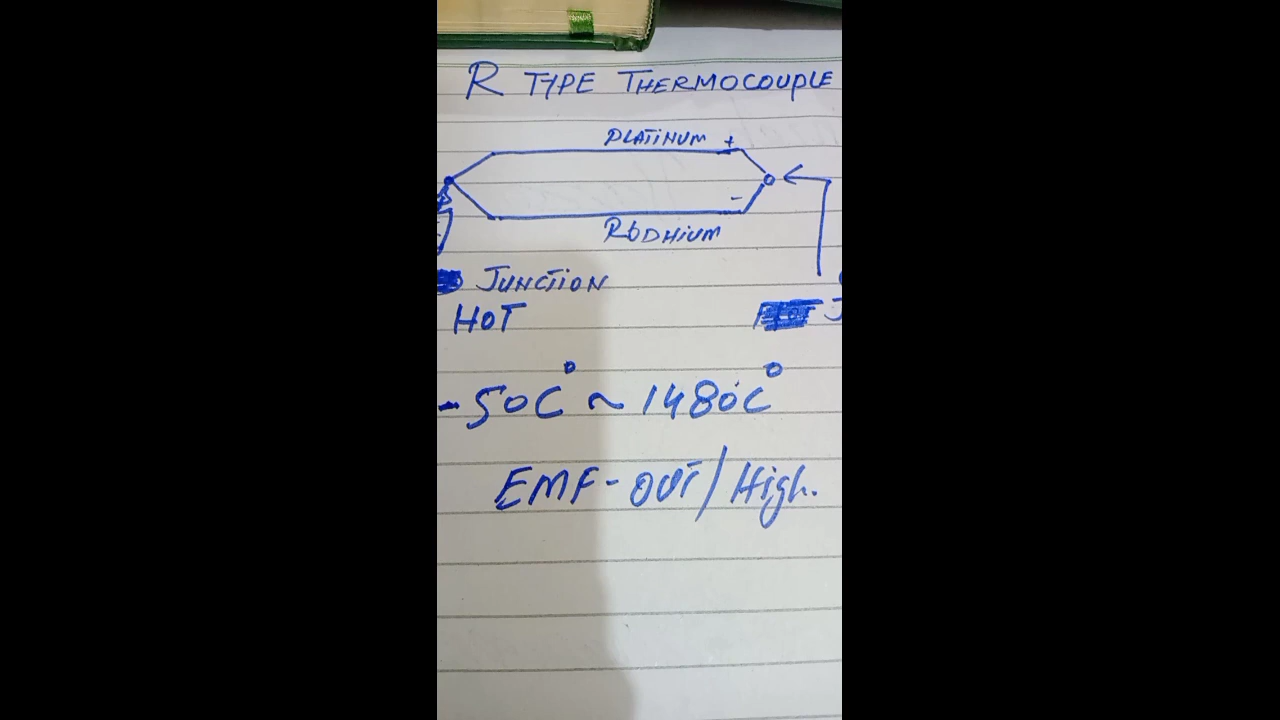 R TYPE THERMOCOUPLE
PLATINUM +
-
RODHIUM
JUNCTION
HOT
J
-50C° ~ 1480C°
EMF-OUT/High.